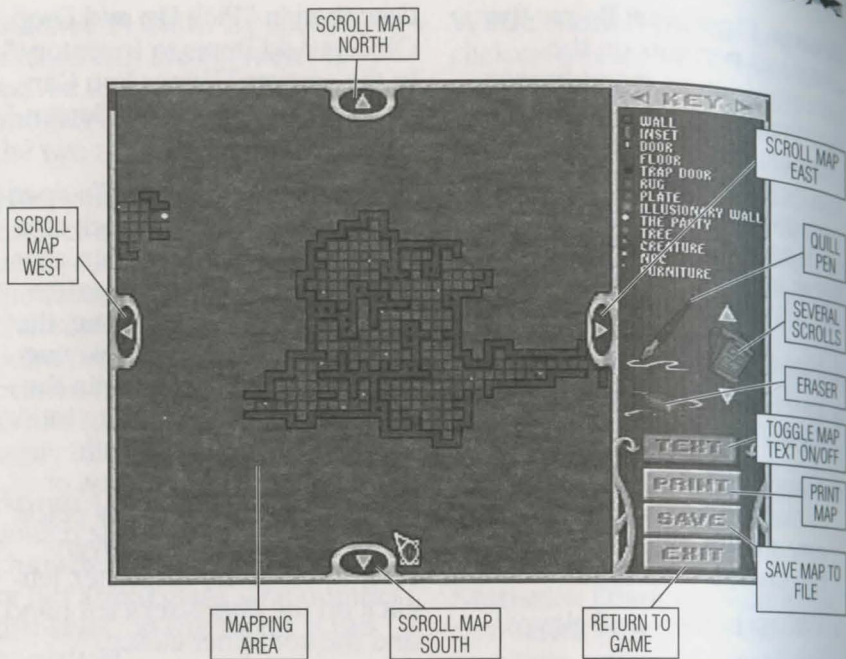 SCROLL MAP
NORTH
KEY
WALL
INSET
DOOR
FLOOR
TRAP DOOR
RUG
PLATE
ILLUSIONARY WALL
THE PARTY
TREE
CREATURE
NPC
FURNITURE
SCROLL MAP
EAST
SCROLL
MAP
WEST
QUILL
PEN
SEVERAL
SCROLLS
ERASER
TEXT
TOGGLE MAP
TEXT ON/OFF
PRINT
PRINT
MAP
SAVE
SAVE MAP TO
FILE
EXIT
MAPPING
AREA
SCROLL MAP
SOUTH
RETURN TO
GAME